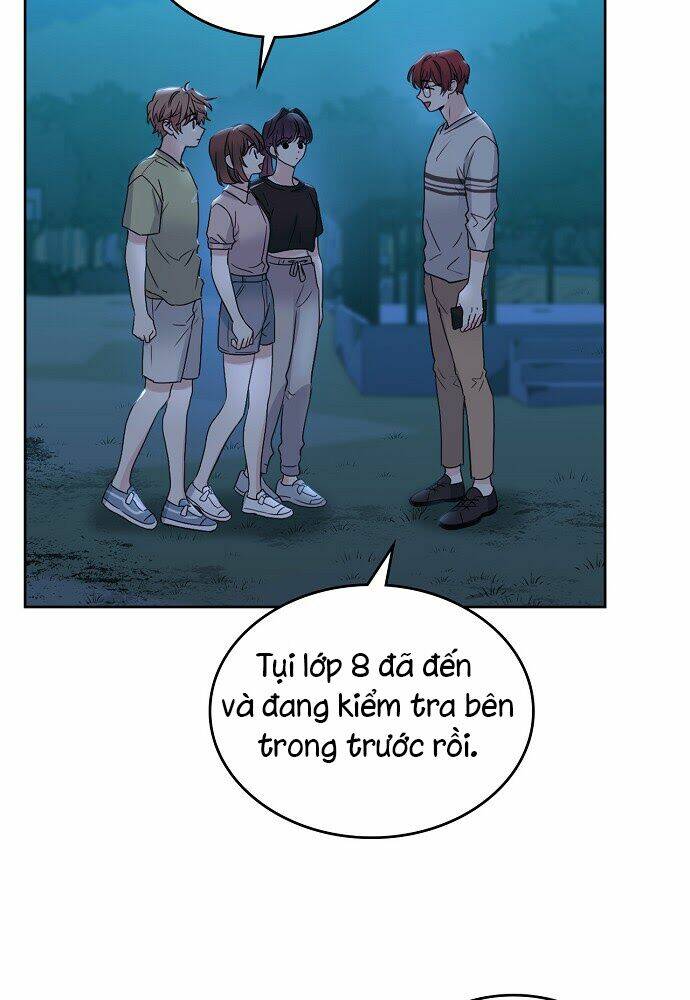 Tụi lớp 8 đã đến
và đang kiểm tra bên
trong trước rồi.